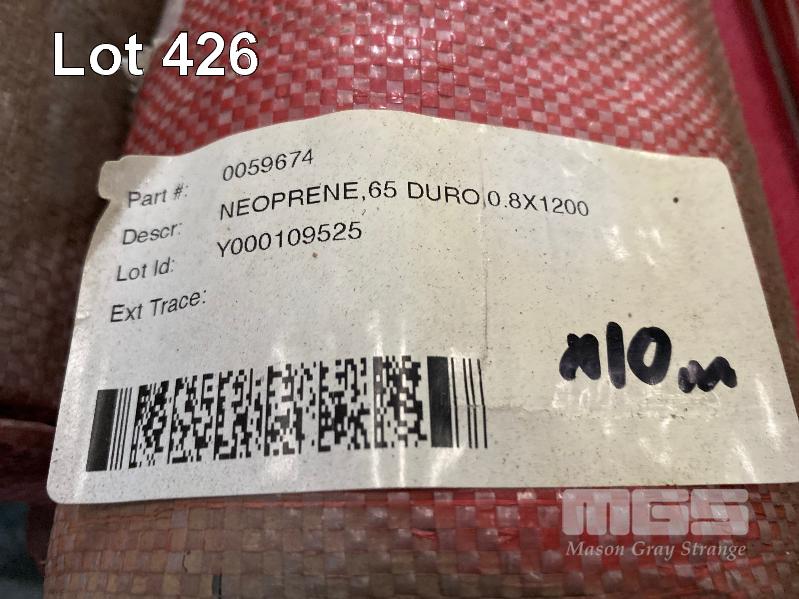 Lot 426
Part #: 0059674
Descr: NEOPRENE,65 DURO,0.8X1200
Lot Id: Y000109525
Ext Trace:
x10m
MGS
Mason Gray Strange